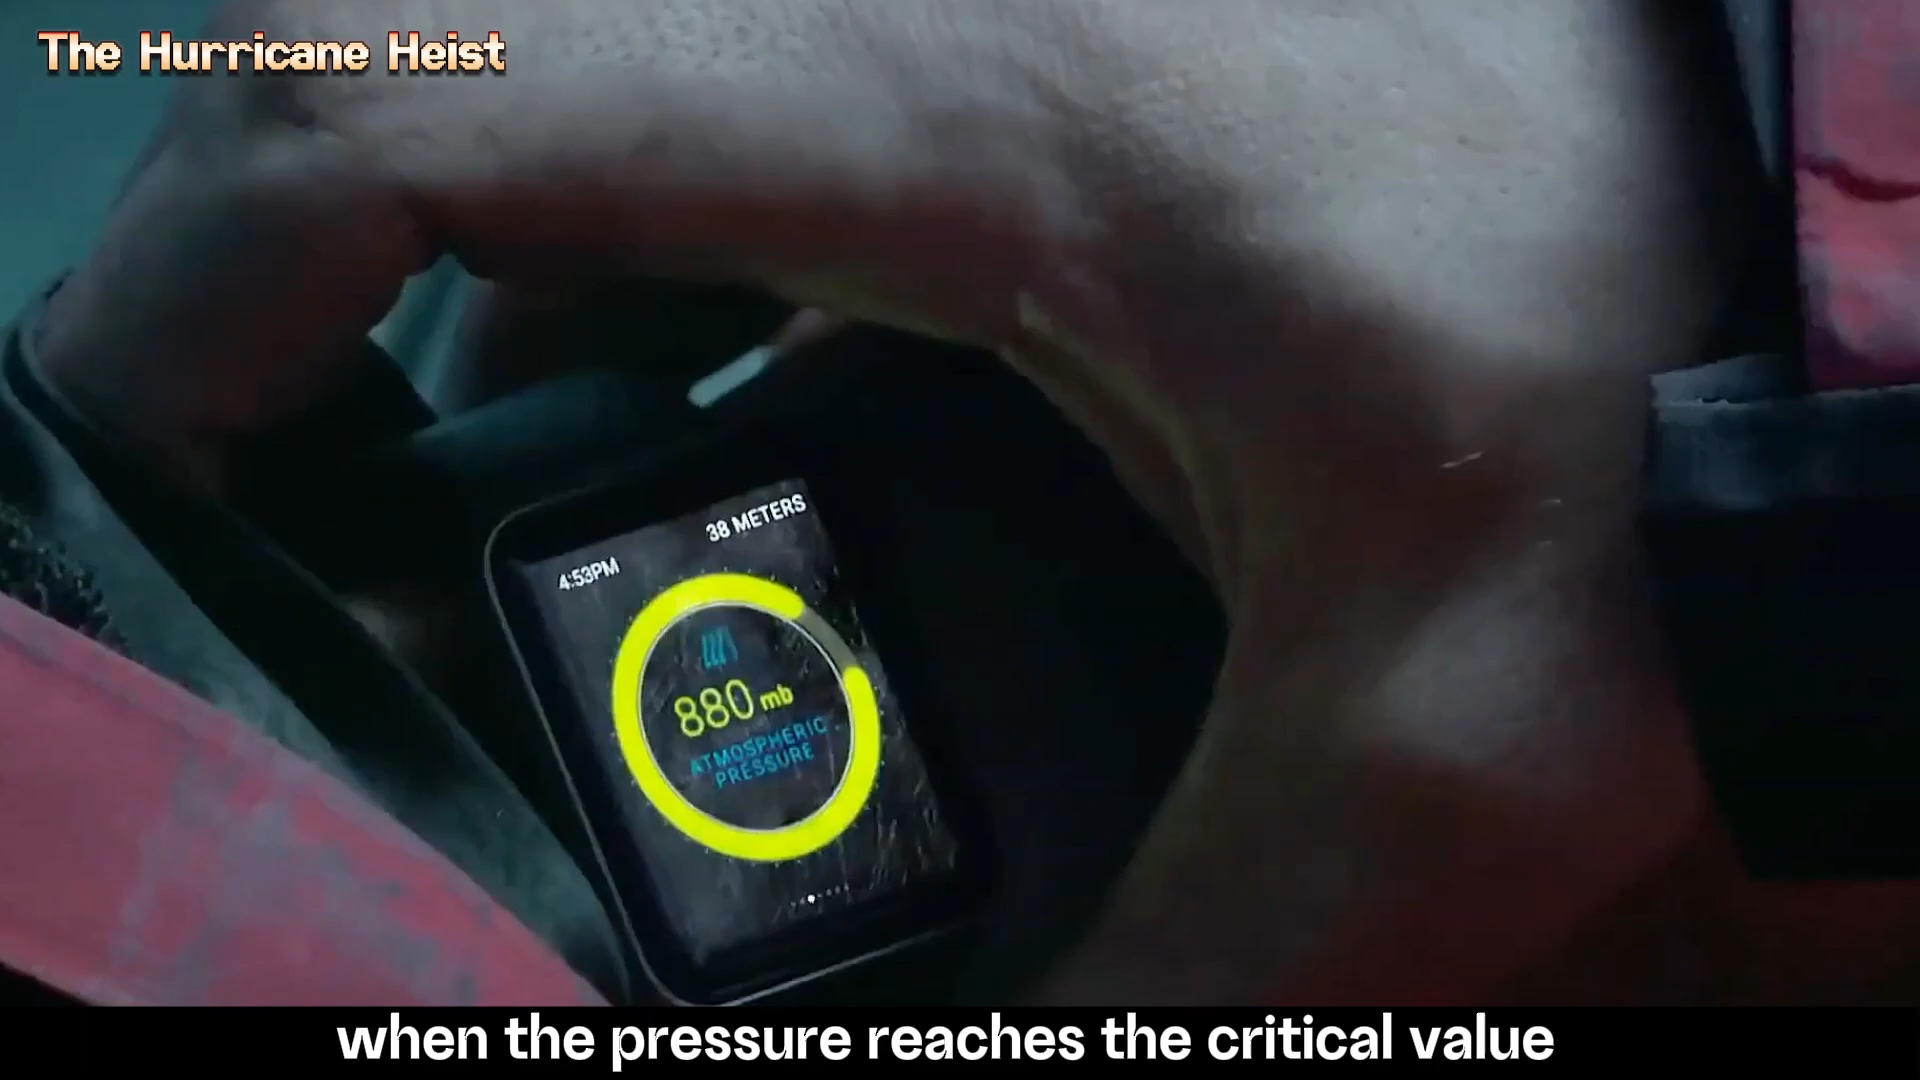 The Hurricane Heist
38 METERS
4:53PM
880 mb
ATMOSPHERIC
PRESSURE
when the pressure reaches the critical value